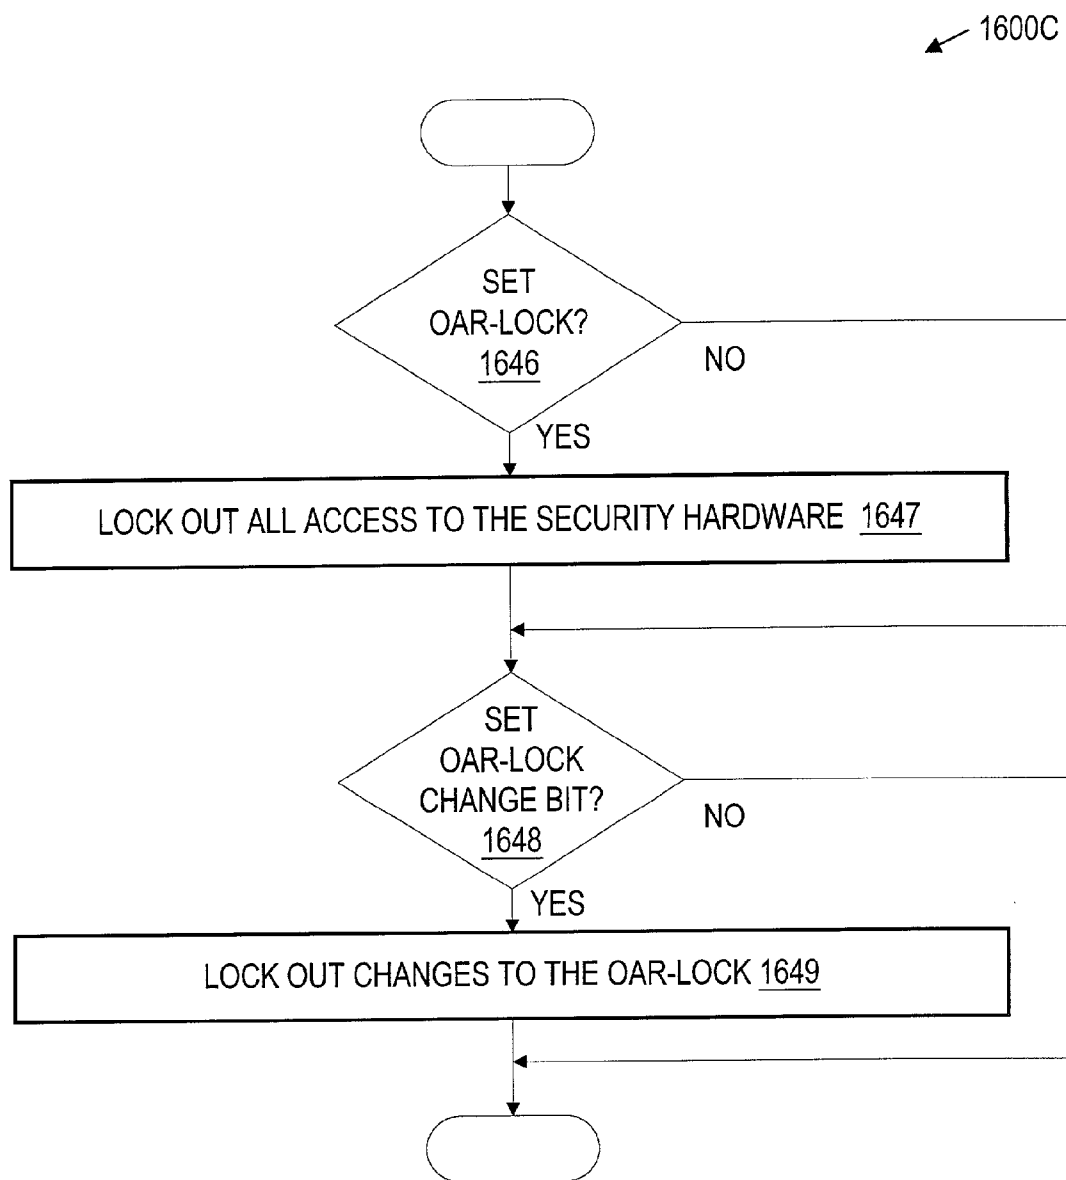 1600C
SET
OAR-LOCK?
1646
NO
YES
LOCK OUT ALL ACCESS TO THE SECURITY HARDWARE 1647
SET
OAR-LOCK
CHANGE BIT?
1648
NO
YES
LOCK OUT CHANGES TO THE OAR-LOCK 1649